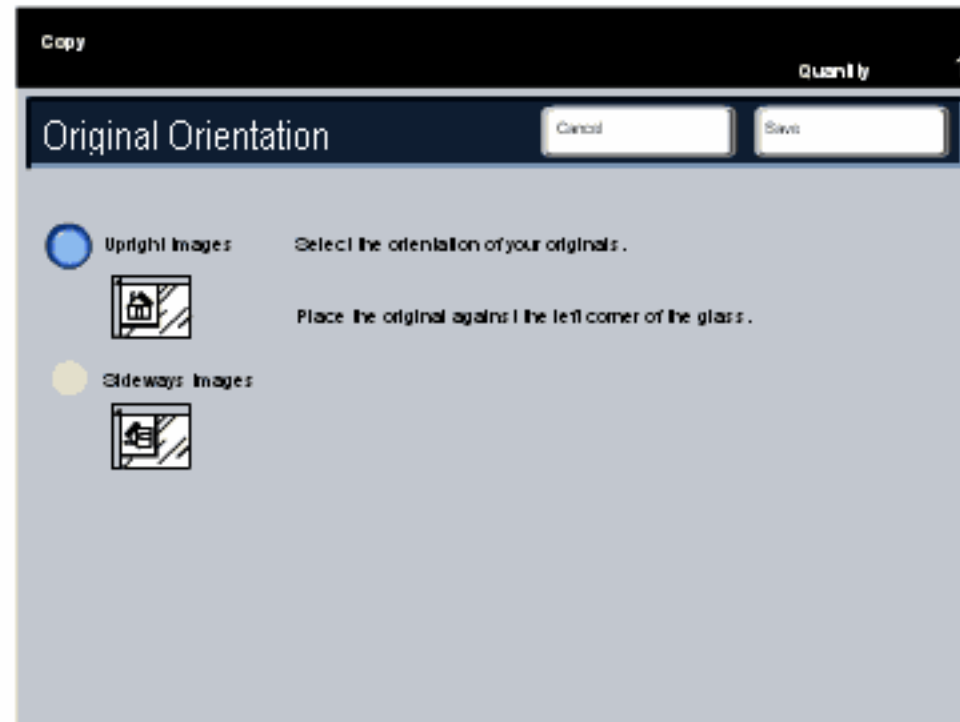 Copy
Quantity
Original Orientation
Cancel
Save
Upright Images
Select the orientation of your originals.
Place the original against the left corner of the glass.
Sideways Images